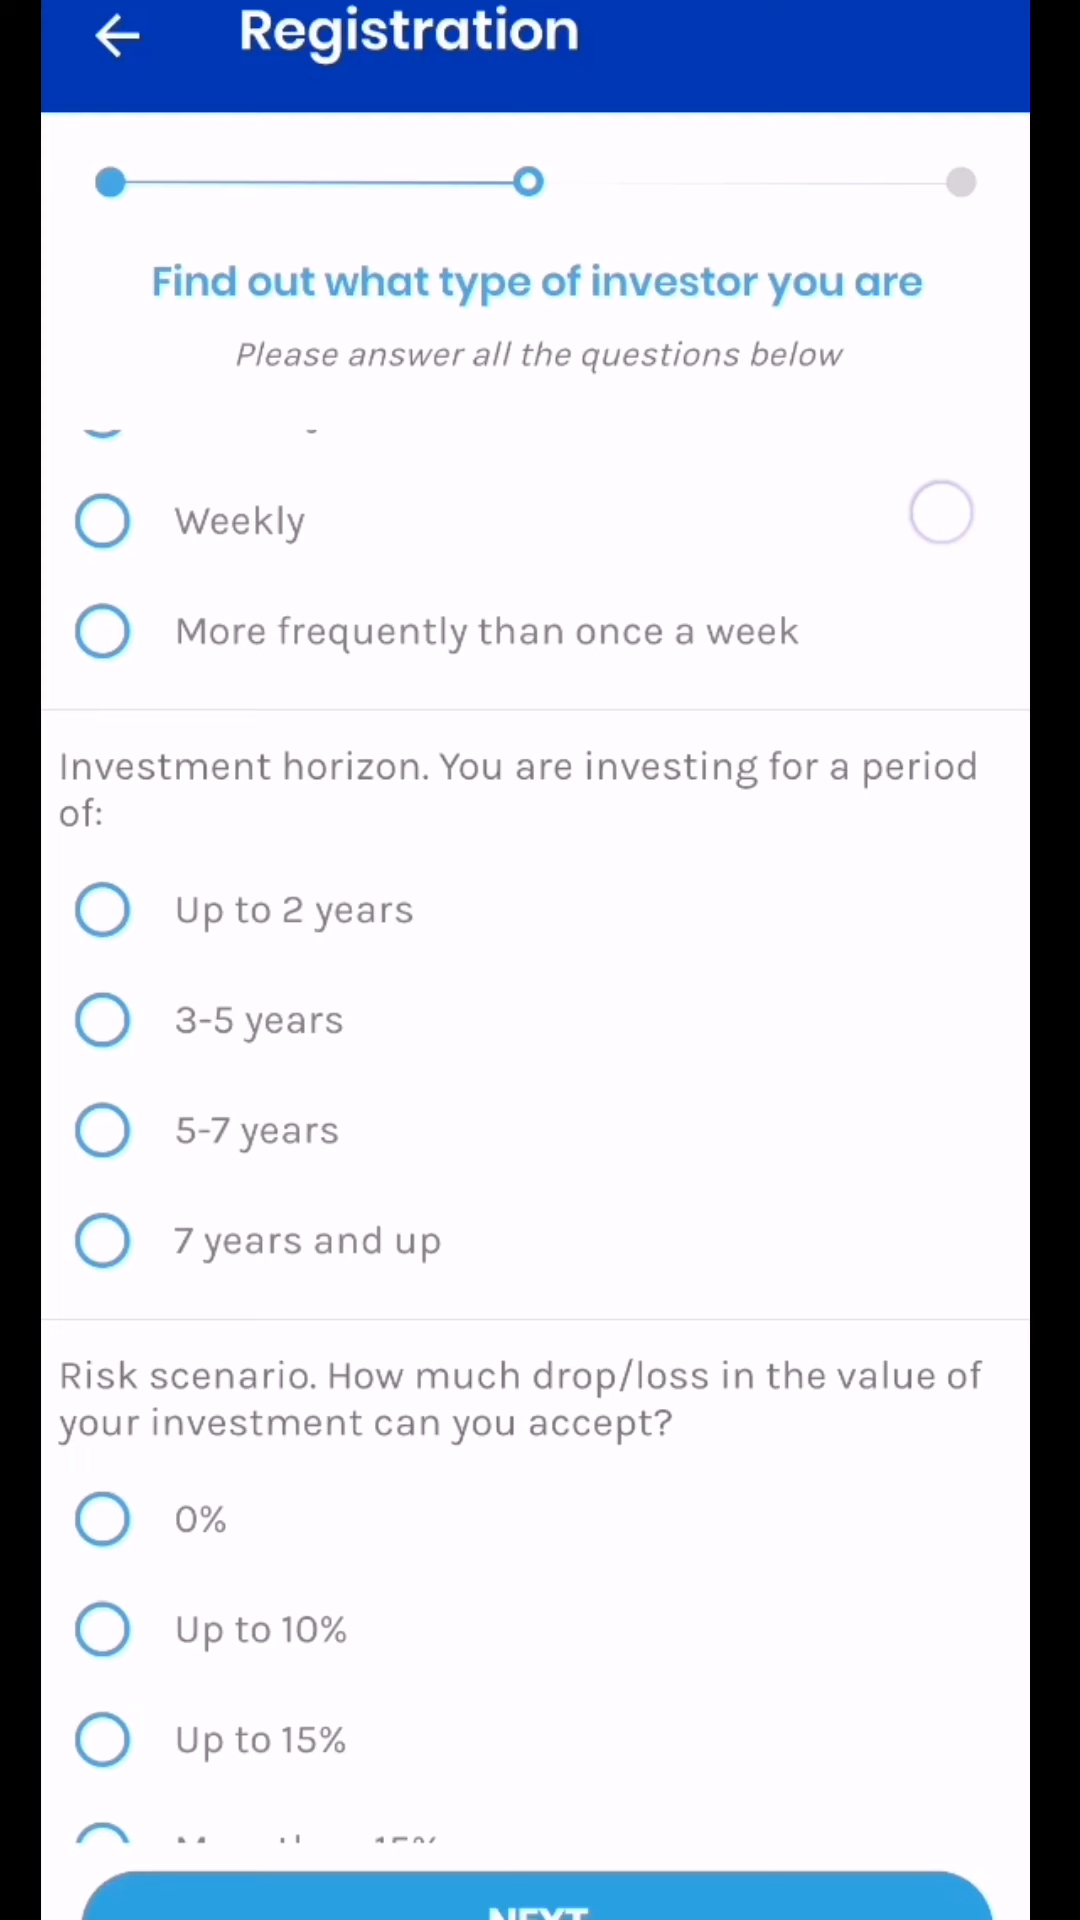 Registration
Find out what type of investor you are
Please answer all the questions below
Weekly
More frequently than once a week
Investment horizon. You are investing for a period
of:
Up to 2 years
3-5 years
5-7 years
7 years and up
Risk scenario. How much drop/loss in the value of
your investment can you accept?
0%
Up to 10%
Up to 15%
NEXT